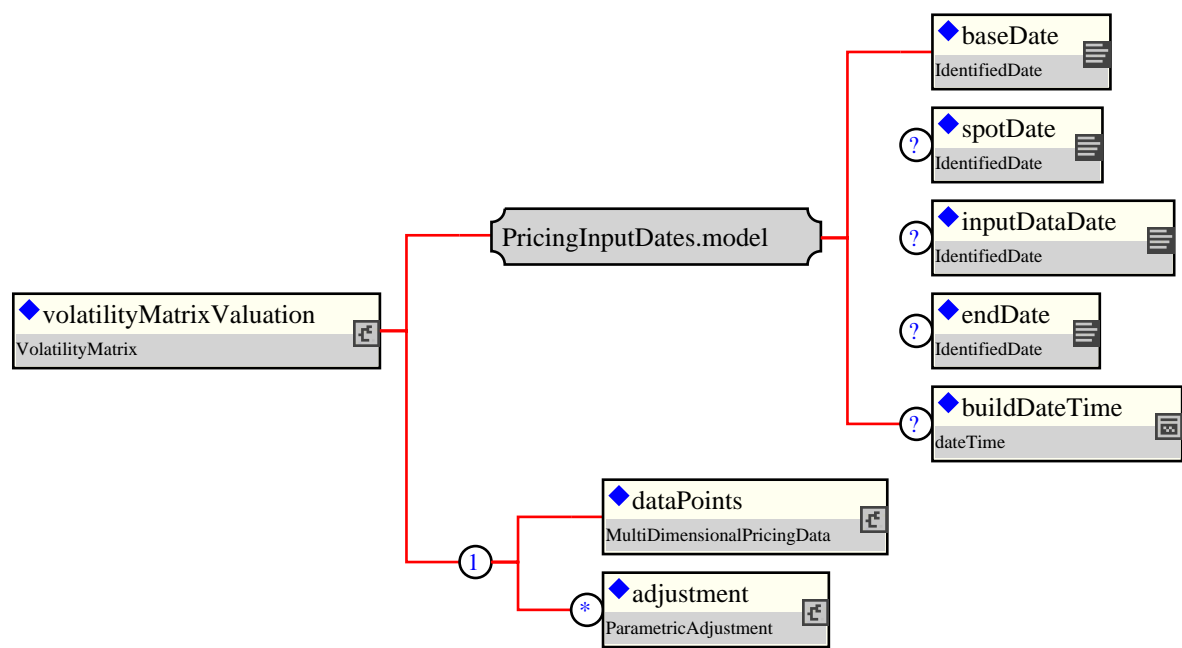 baseDate
IdentifiedDate
? spotDate
IdentifiedDate
? inputDataDate
IdentifiedDate
PricingInputDates.model
volatilityMatrixValuation
VolatilityMatrix
? endDate
IdentifiedDate
? buildDateTime
dateTime
dataPoints
MultiDimensionalPricingData
1
* adjustment
ParametricAdjustment